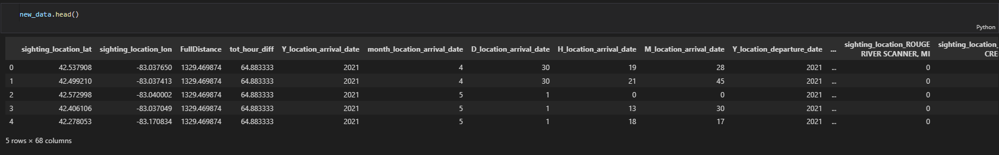 new_data.head()
Python
sighting_location_lat sighting_location_lon FullDistance tot_hour_diff Y_location_arrival_date month_location_arrival_date D_location_arrival_date H_location_arrival_date M_location_arrival_date Y_location_departure_date ... sighting_location_ROUGE sighting_location_
RIVER SCANNER, MI CRE
0 42.537908 -83.037650 1329.469874 64.883333 2021 4 30 19 28 2021 ... 0
1 42.499210 -83.037413 1329.469874 64.883333 2021 4 30 21 45 2021 ... 0
2 42.572998 -83.040002 1329.469874 64.883333 2021 5 1 0 0 2021 ... 0
3 42.406106 -83.037049 1329.469874 64.883333 2021 5 1 13 30 2021 ... 0
4 42.278053 -83.170834 1329.469874 64.883333 2021 5 1 18 17 2021 ... 0
5 rows × 68 columns